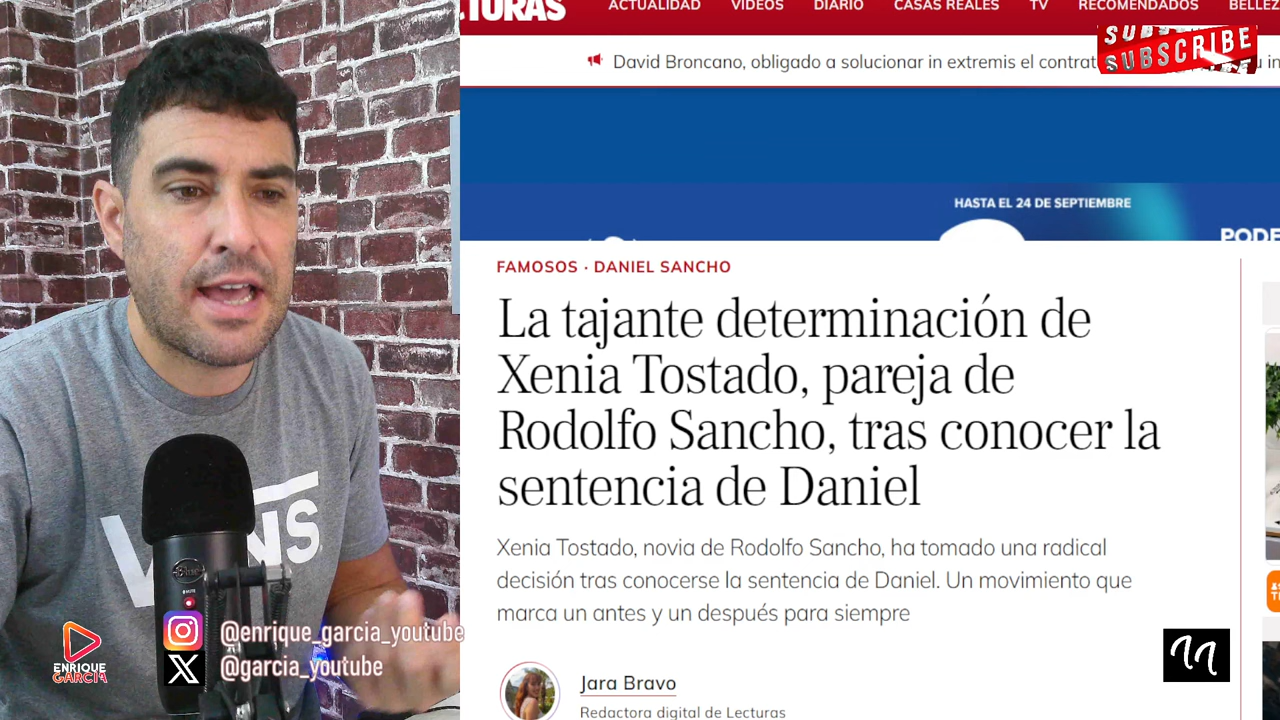 TURAS
ACTUALIDAD VIDEOS DIARIO CASAS REALES TV RECOMENDADOS BELLEZ
David Broncano, obligado a solucionar in extremis el contrat
SUBSCRIBE
HASTA EL 24 DE SEPTIEMBRE
PODE
FAMOSOS · DANIEL SANCHO
La tajante determinación de
Xenia Tostado, pareja de
Rodolfo Sancho, tras conocer la
sentencia de Daniel
Xenia Tostado, novia de Rodolfo Sancho, ha tomado una radical
decisión tras conocerse la sentencia de Daniel. Un movimiento que
marca un antes y un después para siempre
Jara Bravo
Redactora digital de Lecturas
VANS
Blue
MUTE
@enrique_garcia_youtube
@garcia_youtube
ENRIQUE
GARCIA